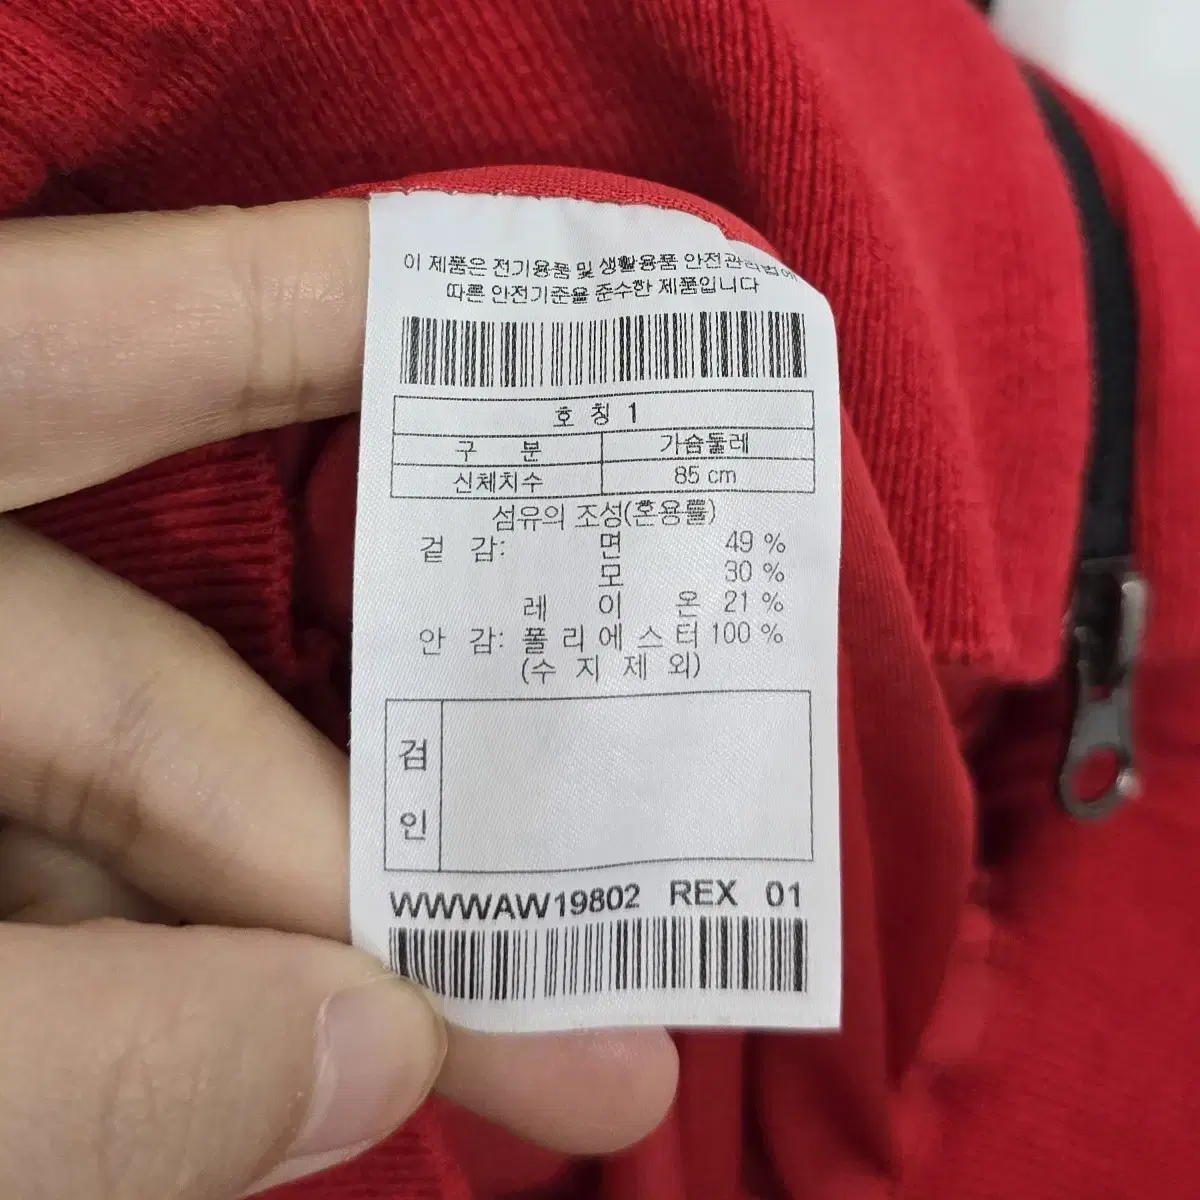 이 제품은 전기용품 및 생활용품 안전관리법에
따른 안전기준을 준수한 제품입니다
호 칭 1
구 분 가슴둘레
신체치수 85 cm
섬유의 조성(혼용률)
겉 감: 면 49 %
모 30 %
레 이 온 21 %
안 감: 폴 리 에 스 터 100 %
(수 지 제 외)
검
인
WWWAW19802 REX 01